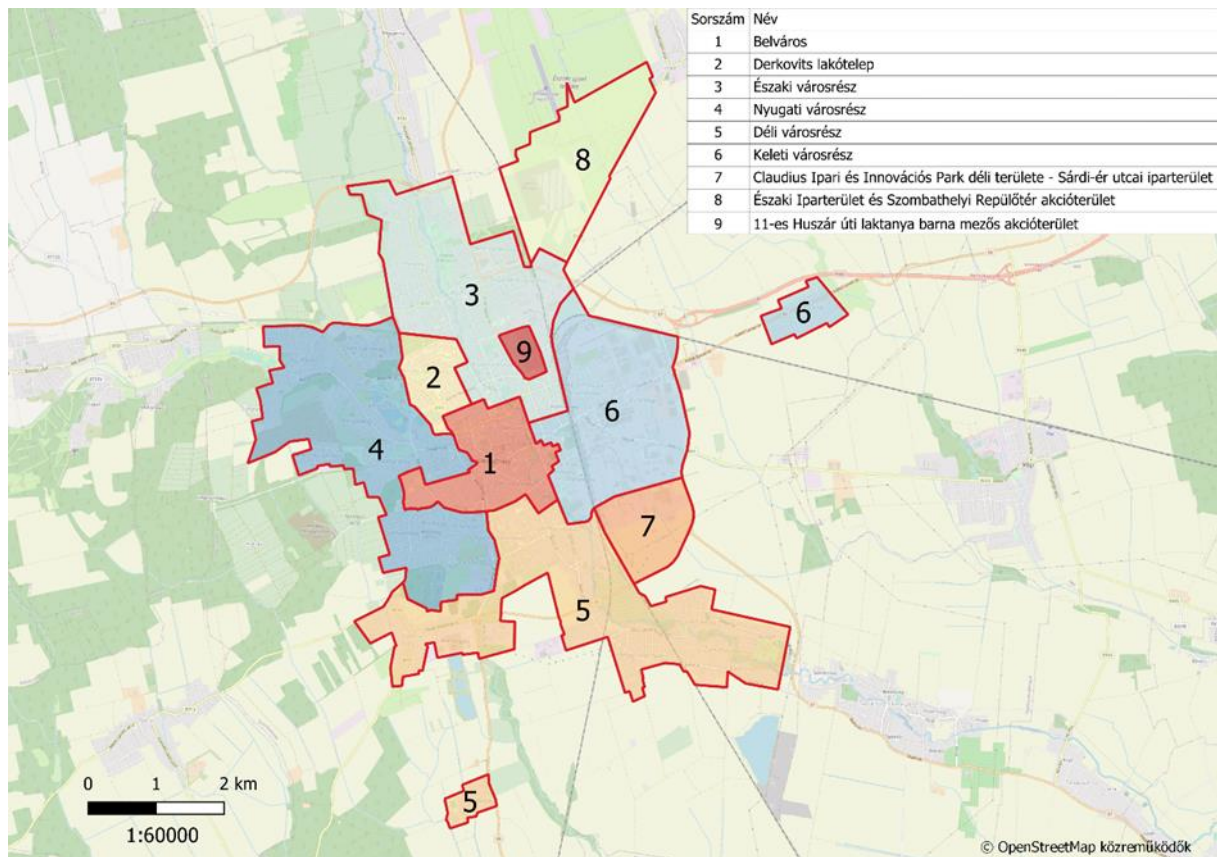 Sorszám Név
1 Belváros
2 Derkovits lakótelep
3 Északi városrész
4 Nyugati városrész
5 Déli városrész
6 Keleti városrész
7 Claudius Ipari és Innovációs Park déli területe - Sárdi-ér utcai iparterület
8 Északi Iparterület és Szombathelyi Repülőtér akcióterület
9 11-es Huszár úti laktanya barna mezős akcióterület
8
3
6
9
2
6
4
1
7
5
5
0 1 2 km
1:60000
© OpenStreetMap közreműködők